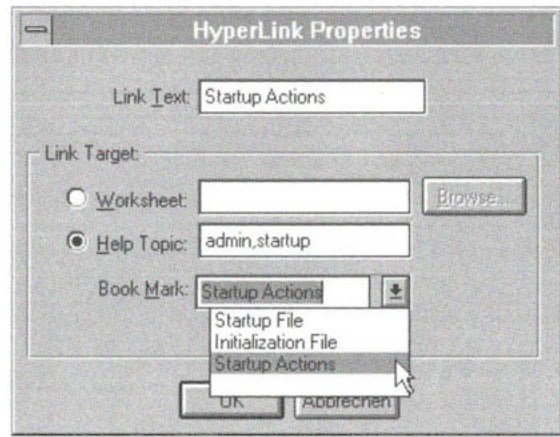 HyperLink Properties
Link Text: Startup Actions
Link Target:
Worksheet: Browse...
Help Topic: admin,startup
Book Mark: Startup Actions
Startup File
Initialization File
Startup Actions
OK Abbrechen